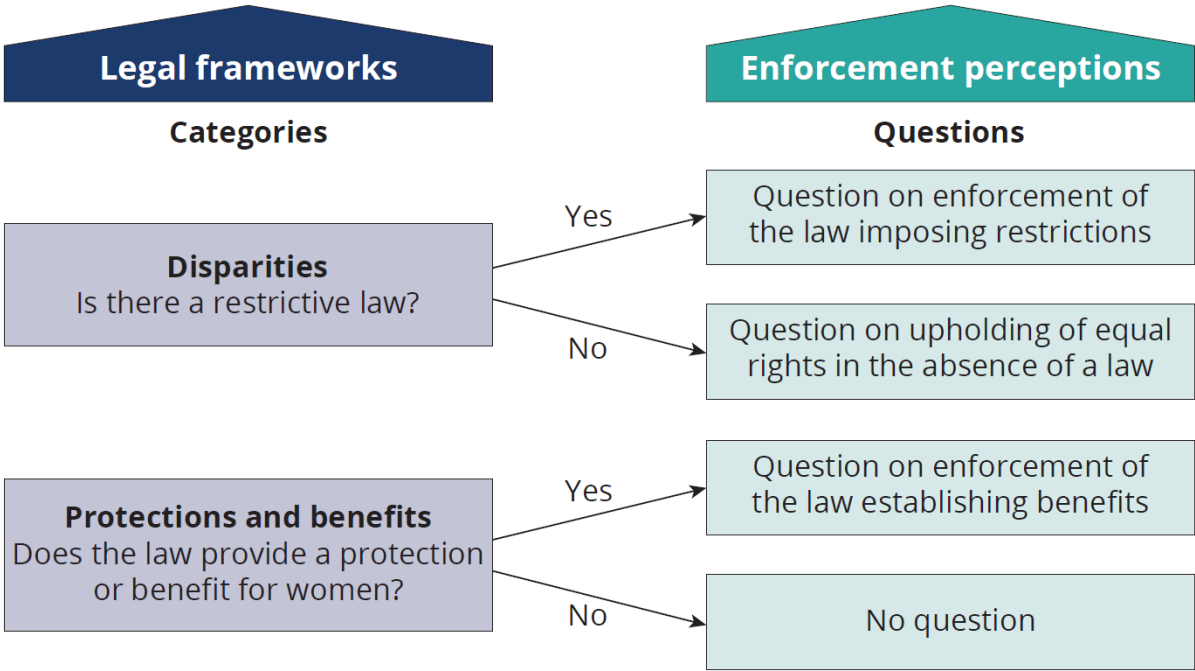 Legal frameworks
Categories
Disparities
Is there a restrictive law?
Protections and benefits
Does the law provide a protection
or benefit for women?
Yes
No
Yes
No
Enforcement perceptions
Questions
Question on enforcement of
the law imposing restrictions
Question on upholding of equal
rights in the absence of a law
Question on enforcement of
the law establishing benefits
No question